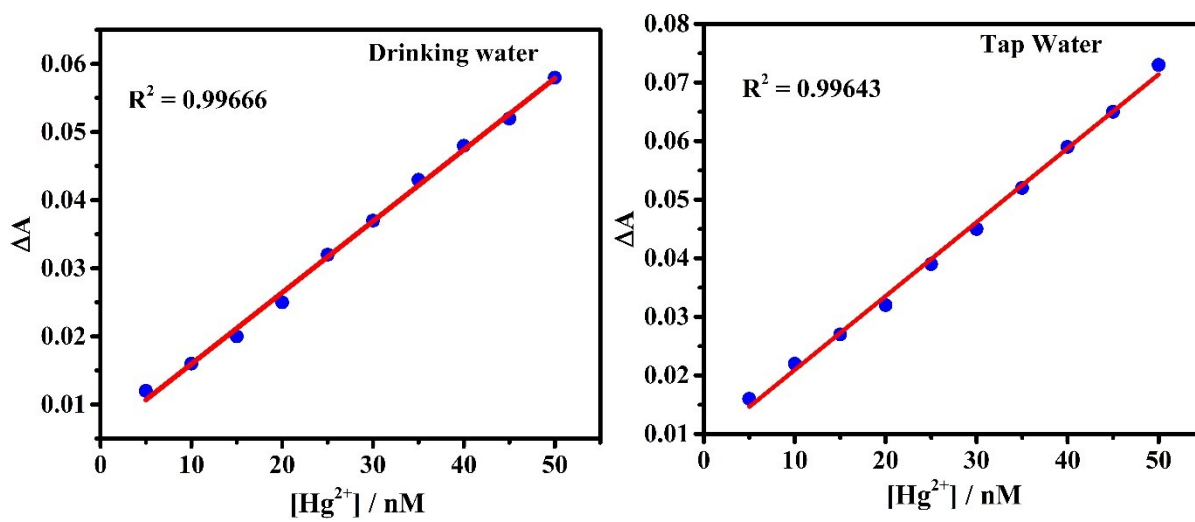 Drinking water
R² = 0.99666
0.06
0.05
0.04
0.03
0.02
0.01
ΔA
0 10 20 30 40 50
[Hg²⁺] / nM
Tap Water
R² = 0.99643
0.08
0.07
0.06
0.05
0.04
0.03
0.02
0.01
ΔA
0 10 20 30 40 50
[Hg²⁺] / nM